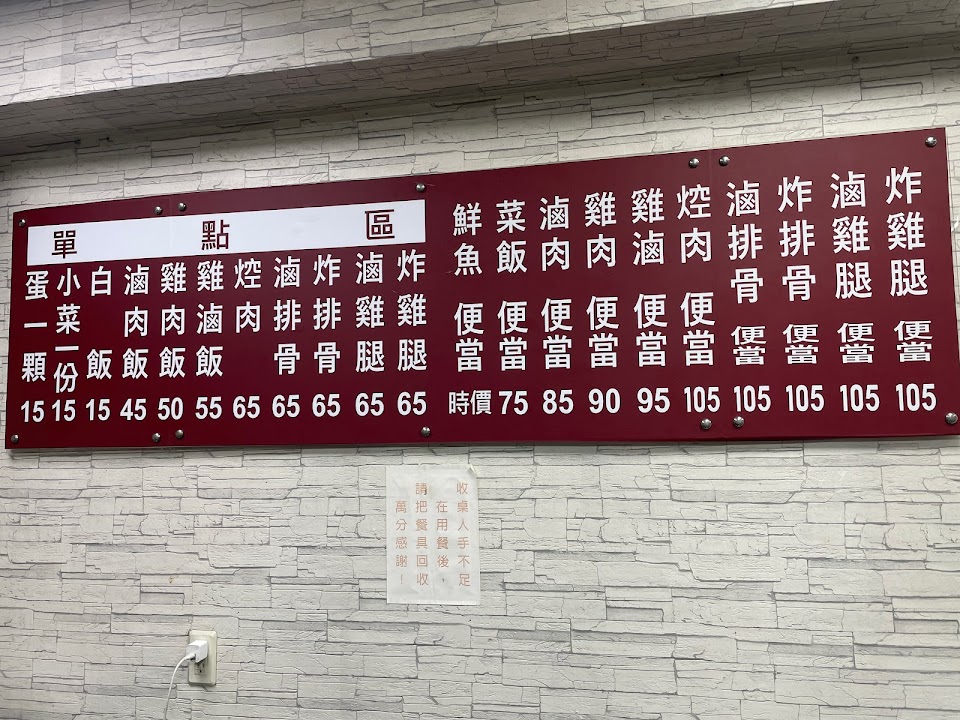 炸雞腿便當 105
滷雞腿便當 105
炸排骨便當 105
滷排骨便當 105
焢肉便當 105
雞滷便當 95
雞肉便當 90
滷肉便當 85
菜飯便當 75
鮮魚便當 時價
單點區
炸雞腿 65
滷雞腿 65
炸排骨 65
滷排骨 65
焢肉 65
雞滷飯 55
雞肉飯 50
滷肉飯 45
白飯 15
小菜一份 15
蛋一顆 15
收桌人手不足
在用餐後，
請把餐具回收
萬分感謝！